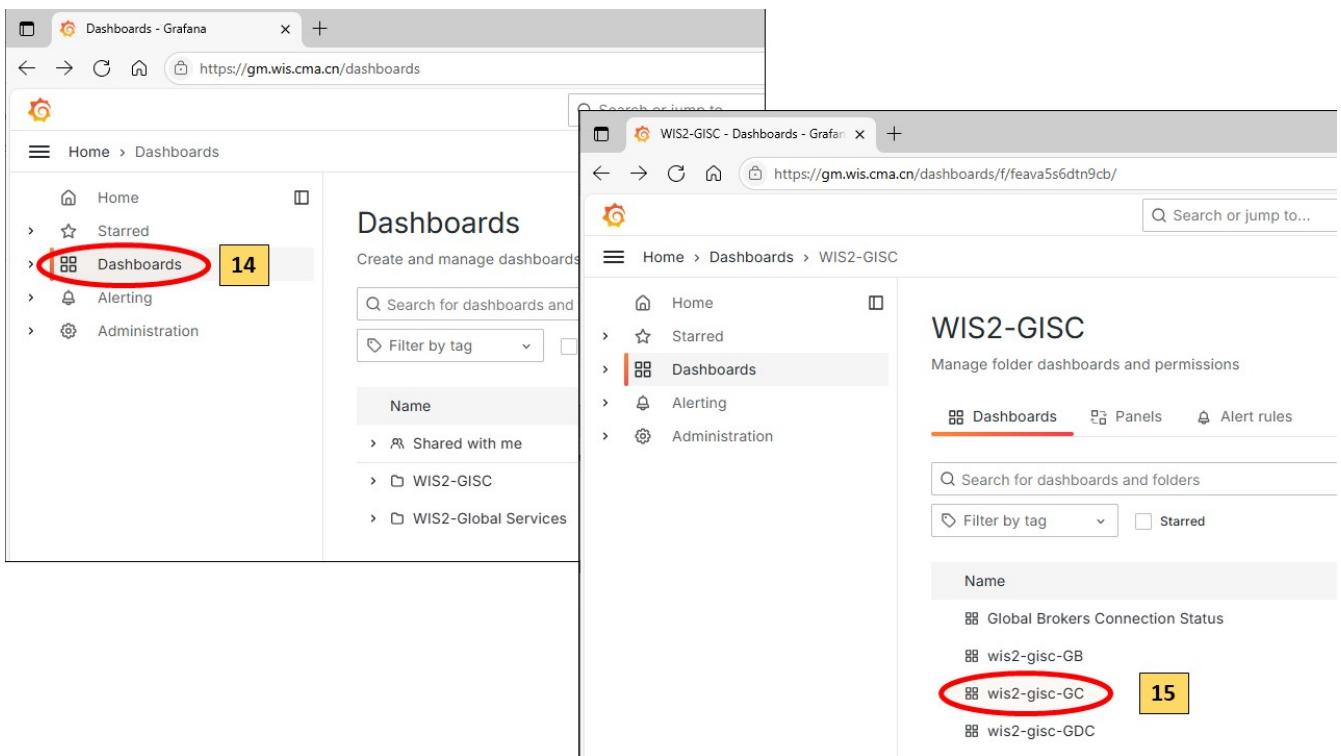 Dashboards - Grafana
https://gm.wis.cma.cn/dashboards
Search or jump to
Home › Dashboards
Home
Starred
Dashboards
14
Alerting
Administration
Dashboards
Create and manage dashboards
Search for dashboards and
Filter by tag
Name
Shared with me
WIS2-GISC
WIS2-Global Services
WIS2-GISC - Dashboards - Grafan
https://gm.wis.cma.cn/dashboards/f/feava5s6dtn9cb/
Search or jump to...
Home › Dashboards › WIS2-GISC
Home
Starred
Dashboards
Alerting
Administration
WIS2-GISC
Manage folder dashboards and permissions
Dashboards Panels Alert rules
Search for dashboards and folders
Filter by tag Starred
Name
Global Brokers Connection Status
wis2-gisc-GB
wis2-gisc-GC
15
wis2-gisc-GDC